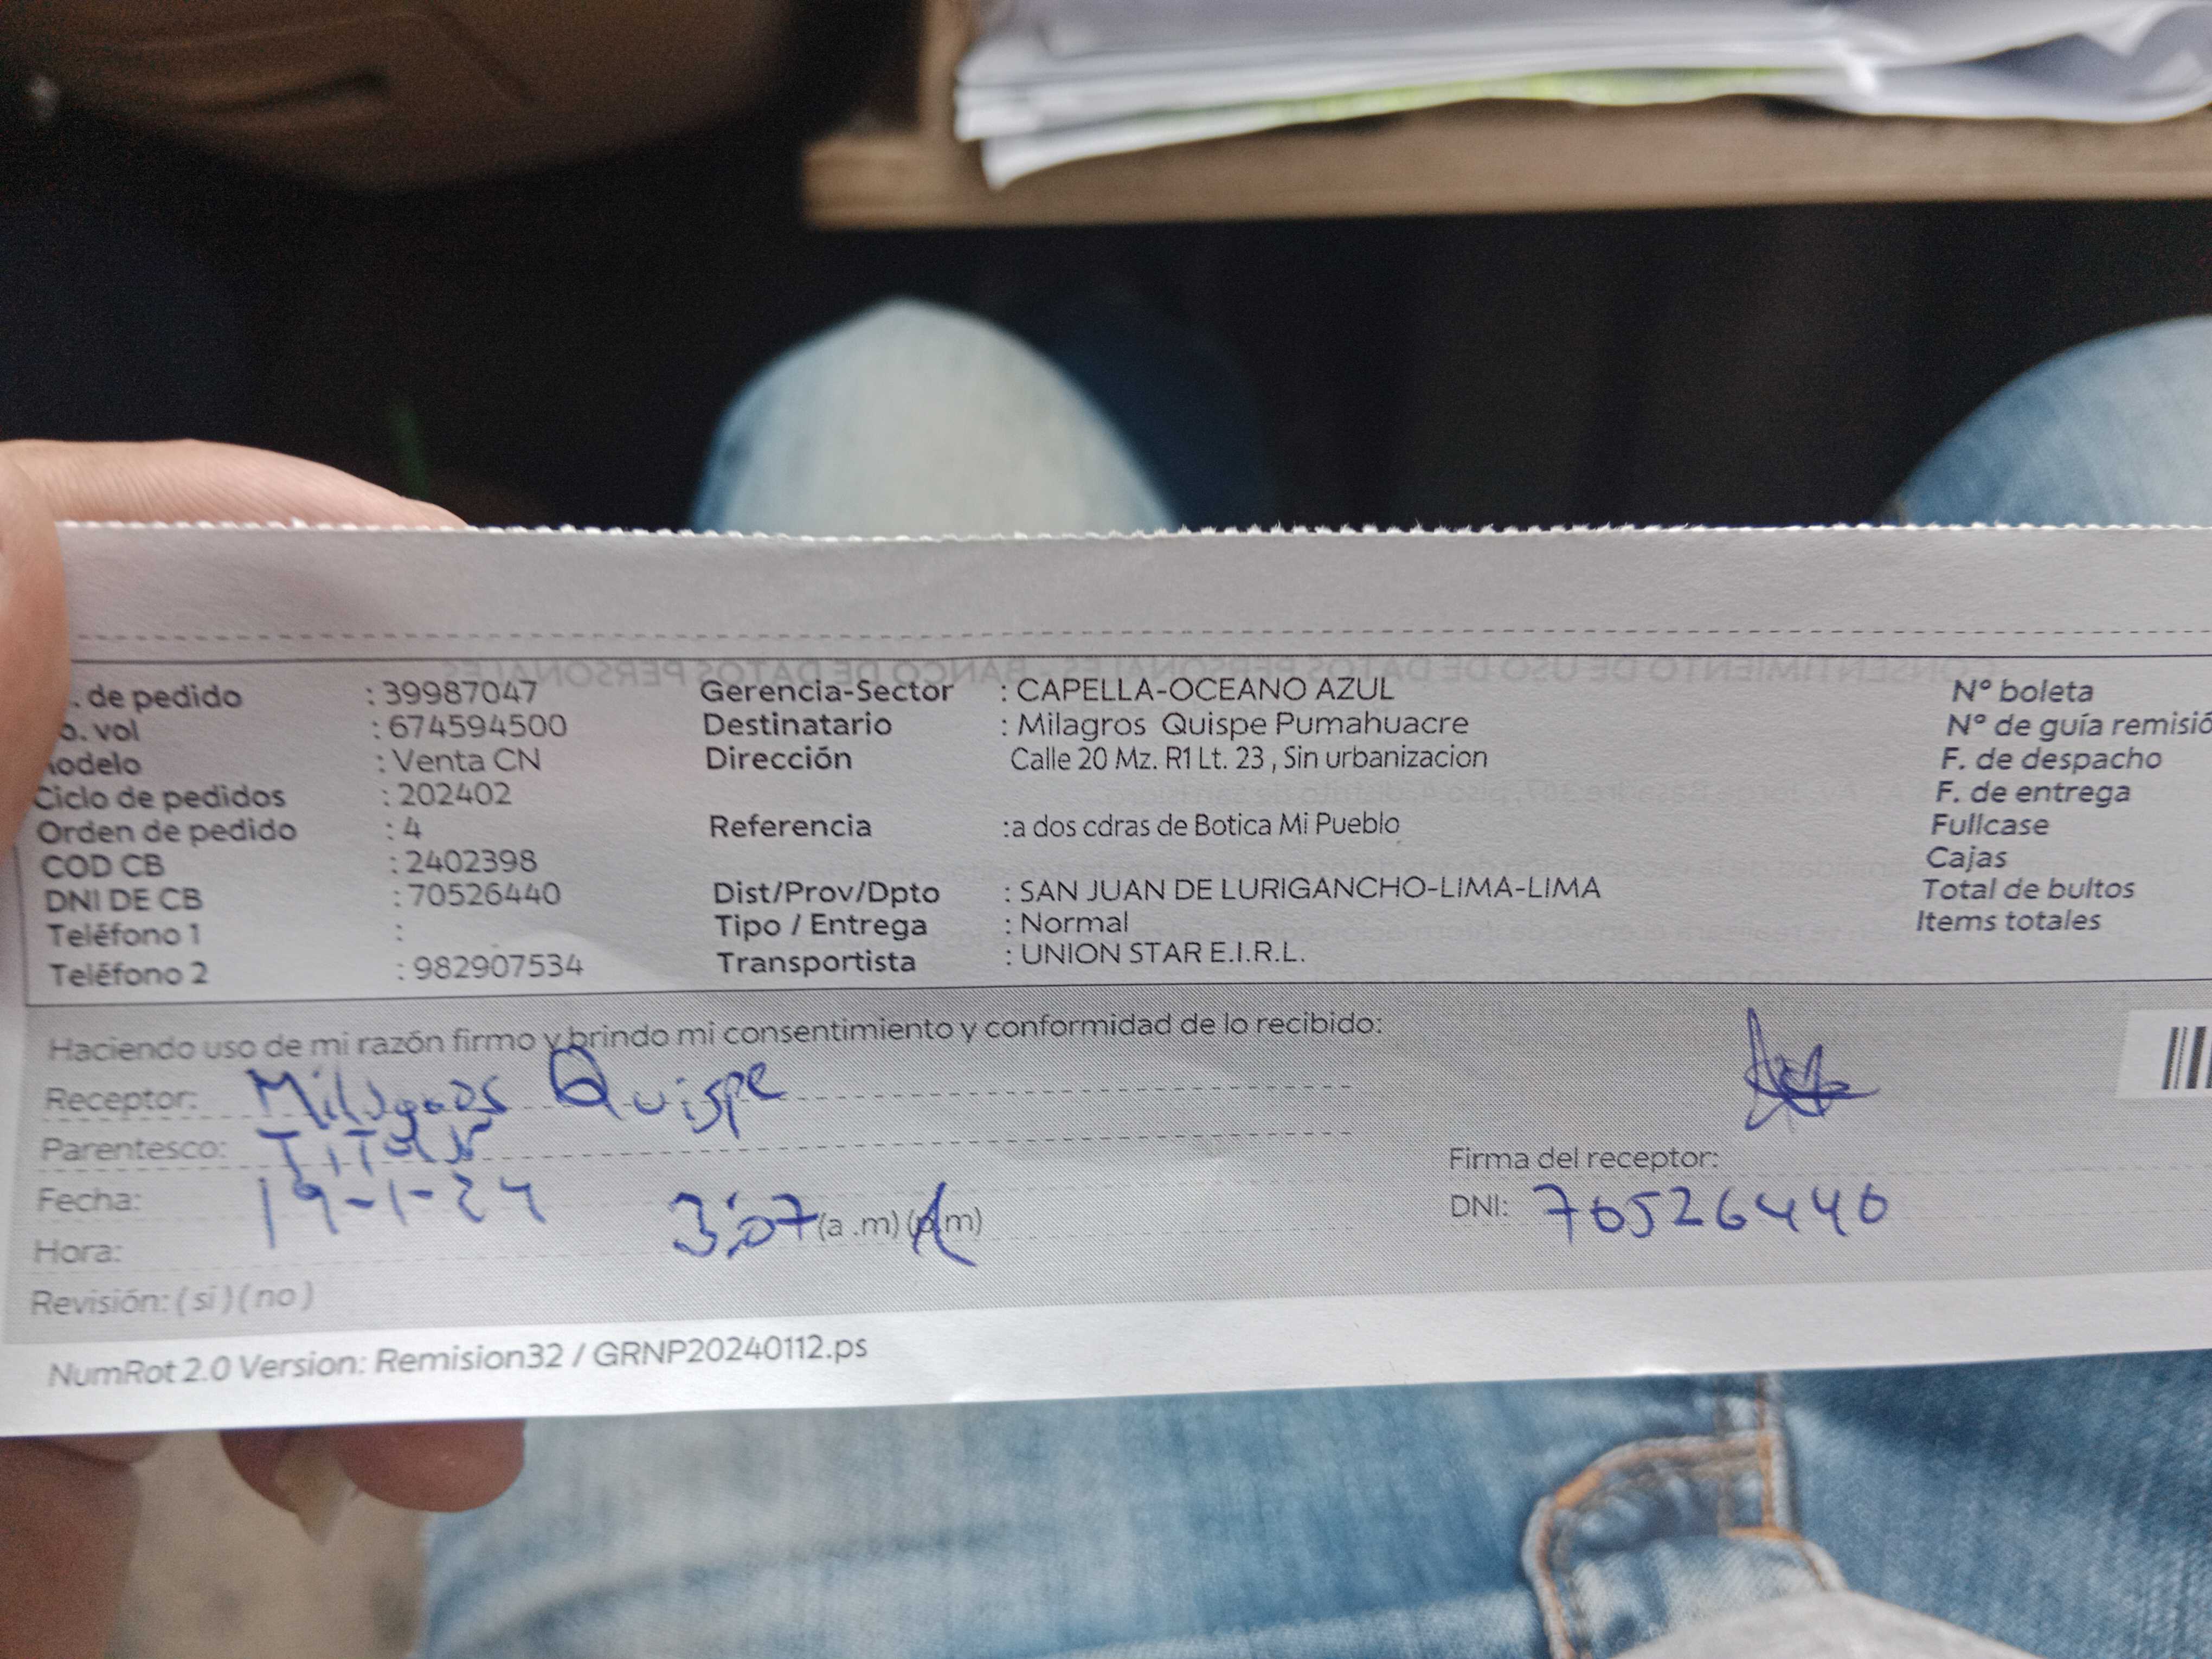 . de pedido : 39987047 Gerencia-Sector : CAPELLA-OCEANO AZUL Nº boleta
o. vol : 674594500 Destinatario : Milagros Quispe Pumahuacre Nº de guía remisió
odelo : Venta CN Dirección Calle 20 Mz. R1 Lt. 23 , Sin urbanizacion F. de despacho
Ciclo de pedidos : 202402 F. de entrega
Orden de pedido : 4 Referencia :a dos cdras de Botica Mi Pueblo Fullcase
COD CB : 2402398 Cajas
DNI DE CB : 70526440 Dist/Prov/Dpto : SAN JUAN DE LURIGANCHO-LIMA-LIMA Total de bultos
Teléfono 1 : Tipo / Entrega : Normal Items totales
Teléfono 2 : 982907534 Transportista : UNION STAR E.I.R.L.
Haciendo uso de mi razón firmo y brindo mi consentimiento y conformidad de lo recibido:
Receptor: Milagros Quispe
Parentesco: TiTular
Firma del receptor:
Fecha: 19-1-24
DNI: 70526440
Hora: 3:07 (a .m) (p.m)
Revisión: ( si ) ( no )
NumRot 2.0 Version: Remision32 / GRNP20240112.ps